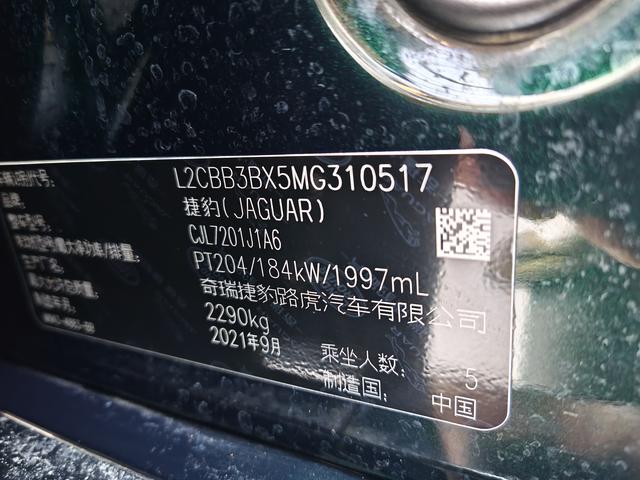 L2CBB3BX5MG310517
捷豹(JAGUAR)
CJL7201J1A6
PT204/184kW/1997mL
奇瑞捷豹路虎汽车有限公司
2290kg
2021年9月 乘坐人数: 5
制造国: 中国